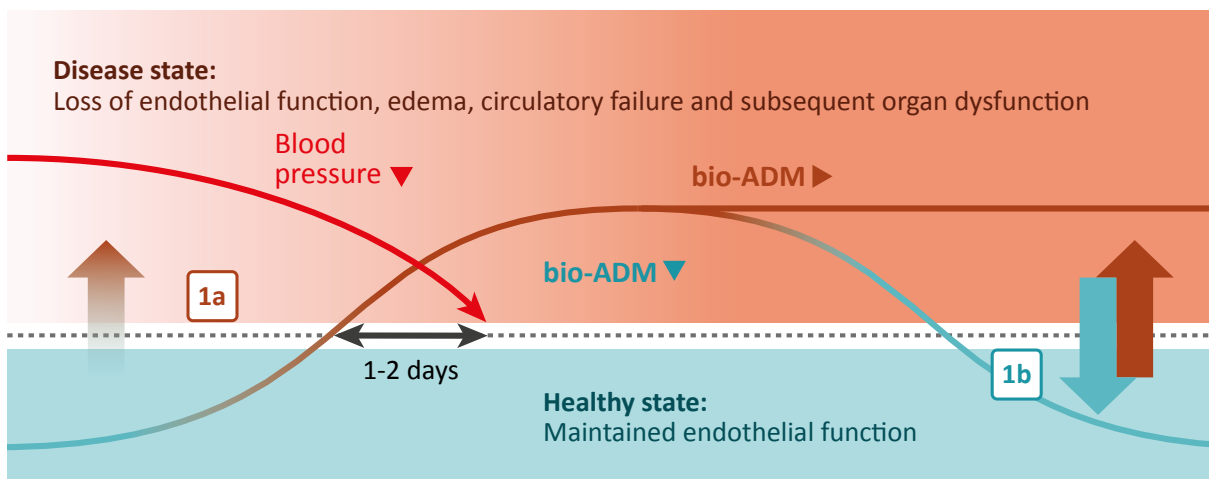 Disease state:
Loss of endothelial function, edema, circulatory failure and subsequent organ dysfunction
Blood
pressure ▼
bio-ADM ▶
bio-ADM ▼
1a
1-2 days
1b
Healthy state:
Maintained endothelial function